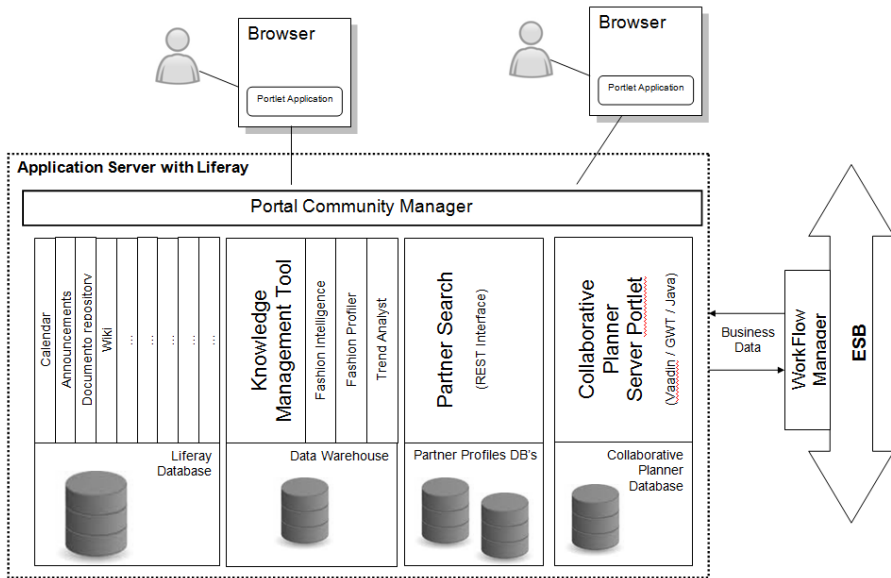 Browser
Portlet Application
Browser
Portlet Application
Application Server with Liferay
Portal Community Manager
Calendar
Announcements
Documento repository
Wiki
...
...
...
...
...
Knowledge
Management Tool
Fashion Intelligence
Fashion Profiler
Trend Analyst
Partner Search
(REST Interface)
Collaborative
Planner
Server Portlet
(Vaadin / GWT / Java)
Business
Data
WorkFlow
Manager
ESB
Liferay
Database
Data Warehouse
Partner Profiles DB's
Collaborative
Planner
Database